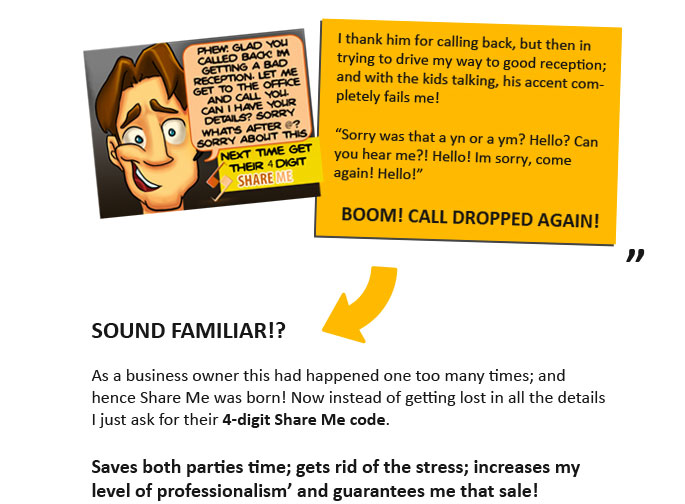 PHEW! GLAD YOU
CALLED BACK! IM
GETTING A BAD
RECEPTION. LET ME
GET TO THE OFFICE
AND CALL YOU.
CAN I HAVE YOUR
DETAILS? SORRY
WHAT'S AFTER @?
SORRY ABOUT THIS
NEXT TIME GET
THEIR 4 DIGIT
SHARE ME
I thank him for calling back, but then in
trying to drive my way to good reception;
and with the kids talking, his accent com-
pletely fails me!
“Sorry was that a yn or a ym? Hello? Can
you hear me?! Hello! Im sorry, come
again! Hello!”
BOOM! CALL DROPPED AGAIN!
”
SOUND FAMILIAR!?
As a business owner this had happened one too many times; and
hence Share Me was born! Now instead of getting lost in all the details
I just ask for their 4-digit Share Me code.
Saves both parties time; gets rid of the stress; increases my
level of professionalism’ and guarantees me that sale!